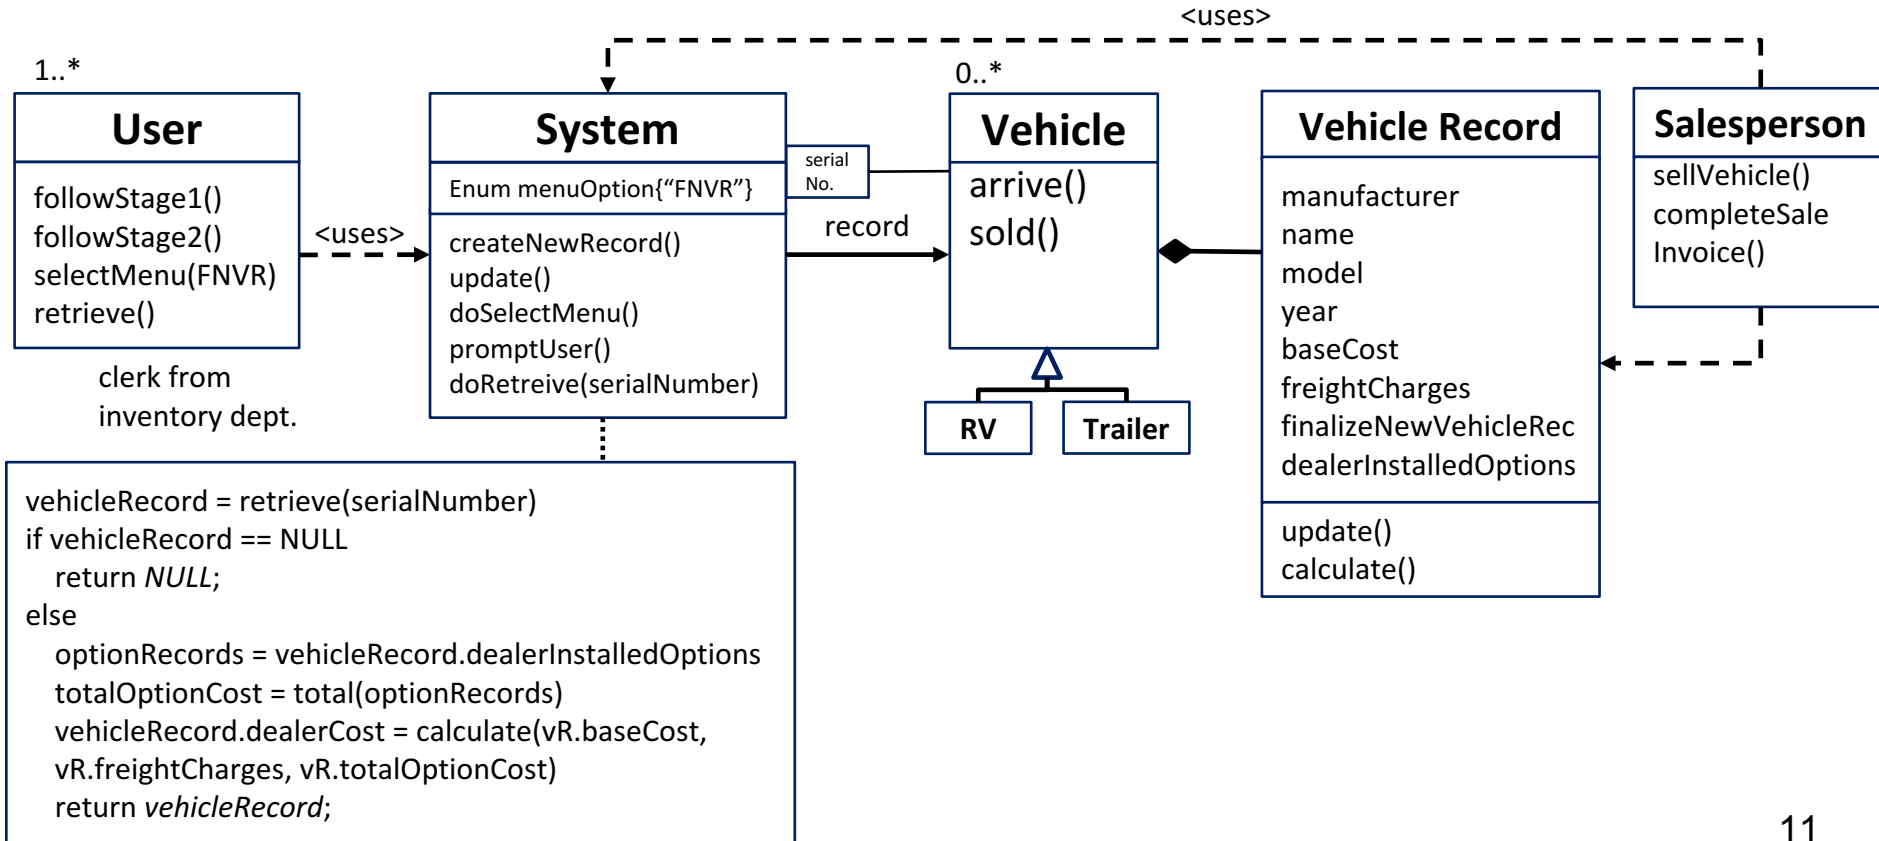 <uses>
1..*
User
followStage1()
followStage2()
selectMenu(FNVR)
retrieve()
clerk from
inventory dept.
<uses>
System
Enum menuOption{“FNVR”}
createNewRecord()
update()
doSelectMenu()
promptUser()
doRetreive(serialNumber)
serial
No.
record
0..*
Vehicle
arrive()
sold()
RV
Trailer
Vehicle Record
manufacturer
name
model
year
baseCost
freightCharges
finalizeNewVehicleRec
dealerInstalledOptions
update()
calculate()
Salesperson
sellVehicle()
completeSale
Invoice()
vehicleRecord = retrieve(serialNumber)
if vehicleRecord == NULL
return NULL;
else
optionRecords = vehicleRecord.dealerInstalledOptions
totalOptionCost = total(optionRecords)
vehicleRecord.dealerCost = calculate(vR.baseCost,
vR.freightCharges, vR.totalOptionCost)
return vehicleRecord;
11